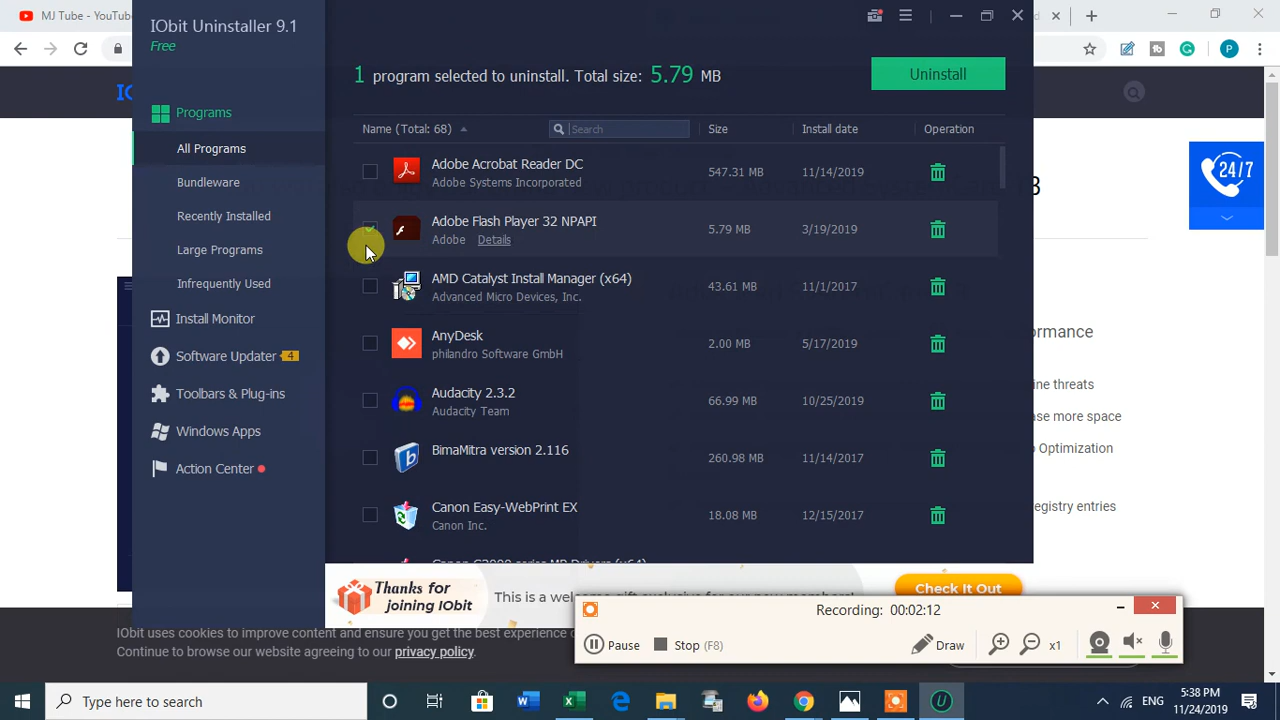 MJ Tube - YouTube
IObit Uninstaller 9.1
Free
1 program selected to uninstall. Total size: 5.79 MB
Uninstall
Programs
All Programs
Bundleware
Recently Installed
Large Programs
Infrequently Used
Install Monitor
Software Updater 4
Toolbars & Plug-ins
Windows Apps
Action Center
Name (Total: 68) Search Size Install date Operation
Adobe Acrobat Reader DC
Adobe Systems Incorporated
547.31 MB 11/14/2019
Adobe Flash Player 32 NPAPI
Adobe Details
5.79 MB 3/19/2019
AMD Catalyst Install Manager (x64)
Advanced Micro Devices, Inc.
43.61 MB 11/1/2017
AnyDesk
philandro Software GmbH
2.00 MB 5/17/2019
Audacity 2.3.2
Audacity Team
66.99 MB 10/25/2019
BimaMitra version 2.116
260.98 MB 11/14/2017
Canon Easy-WebPrint EX
Canon Inc.
18.08 MB 12/15/2017
24/7
Optimization
egistry entries
Thanks for
joining IObit
This is a welcome gift exclusive for our new members!
Check It Out
IObit uses cookies to improve content and ensure you get the best experience
Continue to browse our website agreeing to our privacy policy.
Recording: 00:02:12
Pause Stop (F8) Draw x1
Type here to search
ENG
5:38 PM
11/24/2019